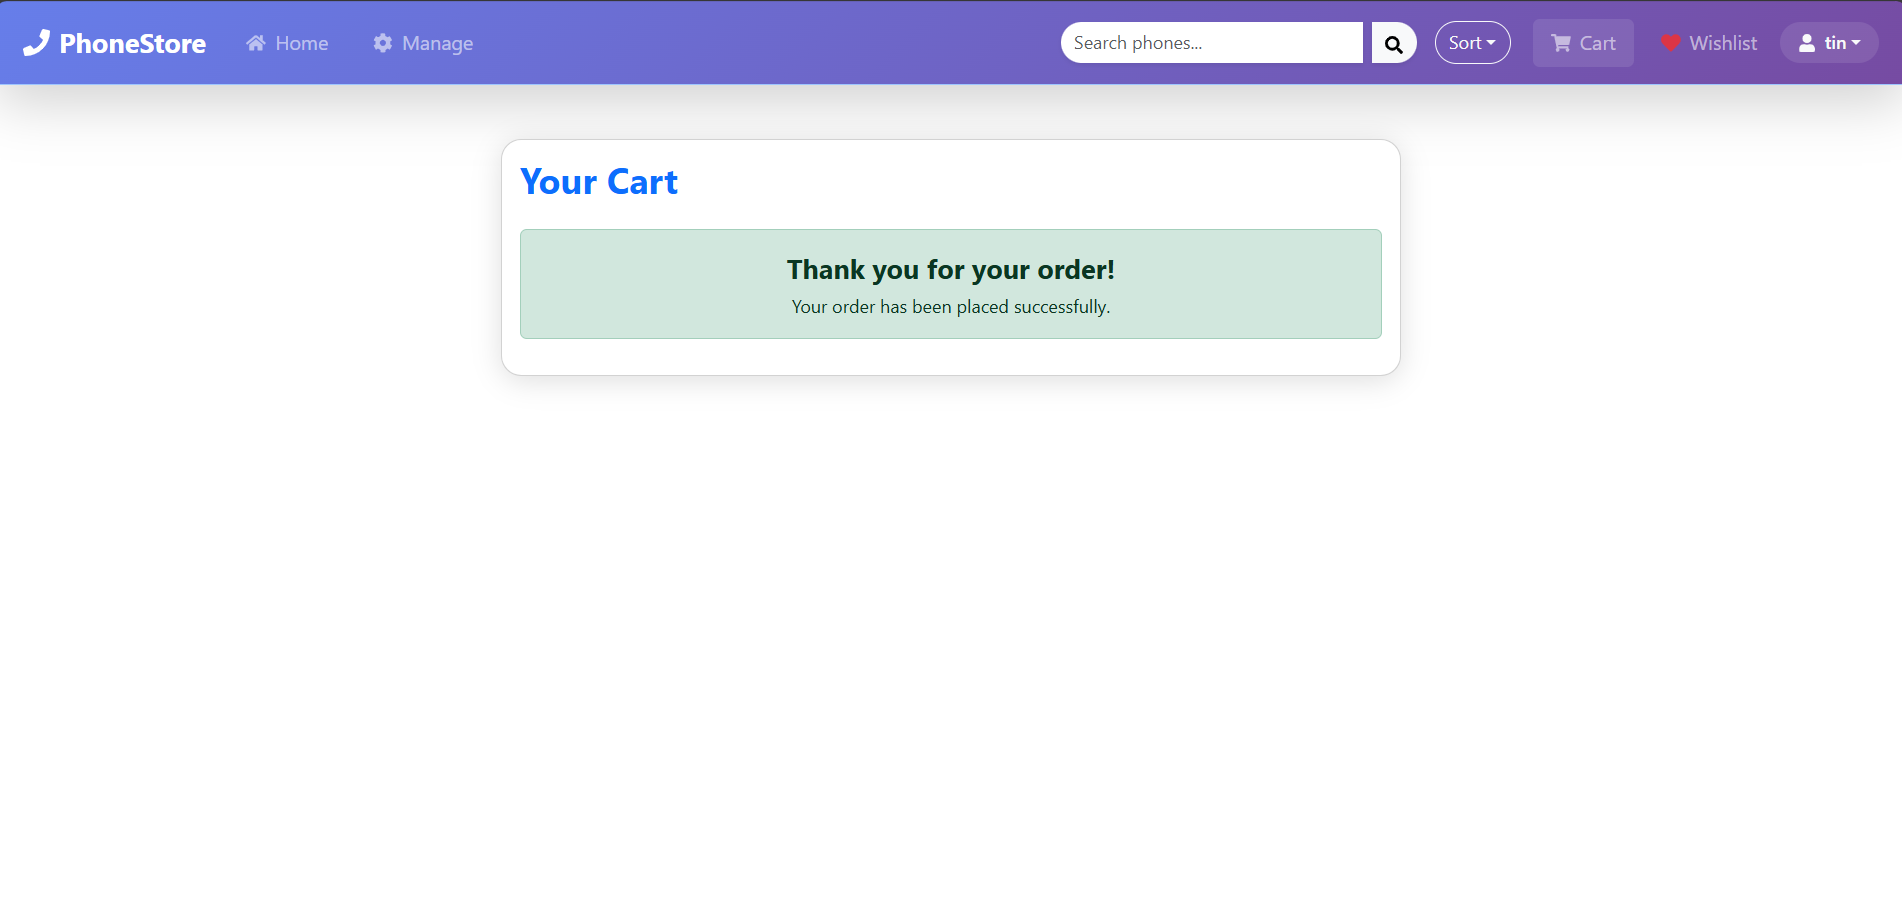 PhoneStore Home Manage Search phones... Sort Cart Wishlist tin
Your Cart
Thank you for your order!
Your order has been placed successfully.